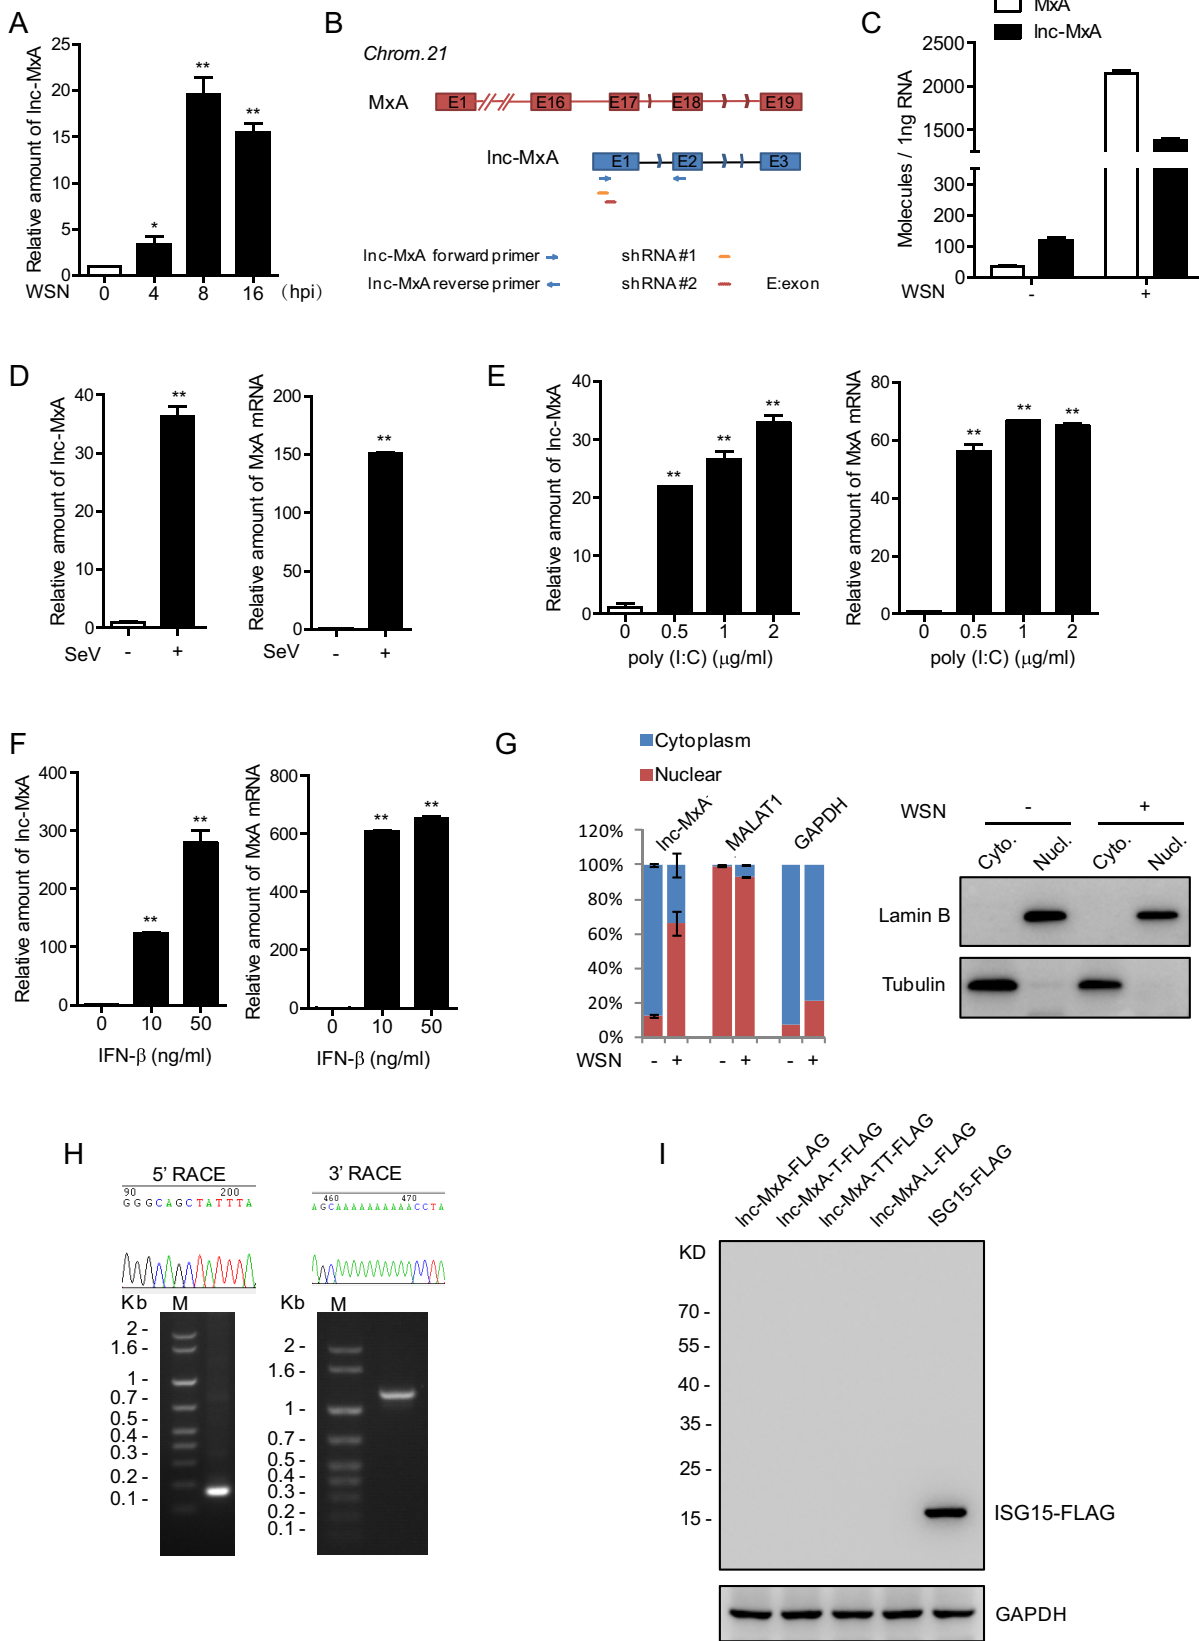 A
Relative amount of lnc-MxA
25
20
15
10
5
0
**
**
*
WSN 0 4 8 16 (hpi)
B
Chrom.21
MxA E1 E16 E17 E18 E19
lnc-MxA E1 E2 E3
lnc-MxA forward primer shRNA#1
lnc-MxA reverse primer shRNA#2 E:exon
C
MxA
lnc-MxA
Molecules / 1ng RNA
2500
2000
1500
300
200
100
0
WSN - +
D
Relative amount of lnc-MxA
40
30
20
10
0
**
SeV - +
Relative amount of MxA mRNA
200
150
100
50
0
**
- +
E
Relative amount of lnc-MxA
40
30
20
10
0
** ** **
0 0.5 1 2
poly (I:C) (μg/ml)
Relative amount of MxA mRNA
80
60
40
20
0
** ** **
0 0.5 1 2
poly (I:C) (μg/ml)
F
Relative amount of lnc-MxA
400
300
200
100
0
** **
0 10 50
IFN-β (ng/ml)
Relative amount of MxA mRNA
800
600
400
200
0
** **
0 10 50
IFN-β (ng/ml)
G
Cytoplasm
Nuclear
lnc-MxA MALAT1 GAPDH
120%
100%
80%
60%
40%
20%
0%
WSN - + - + - +
WSN - +
Cyto. Nucl. Cyto. Nucl.
Lamin B
Tubulin
H
5' RACE
90 200
GGGCAGCTATTTA
Kb M
2 -
1.6 -
1 -
0.7 -
0.5 -
0.4 -
0.3 -
0.2 -
0.1 -
3' RACE
460 470
AGCAAAAAAAAAACCTA
Kb M
2 -
1.6 -
1 -
0.7 -
0.5 -
0.4 -
0.3 -
0.2 -
0.1 -
I
lnc-MxA-FLAG
lnc-MxA-T-FLAG
lnc-MxA-TT-FLAG
lnc-MxA-L-FLAG
ISG15-FLAG
KD
70 -
55 -
40 -
35 -
25 -
15 -
ISG15-FLAG
GAPDH